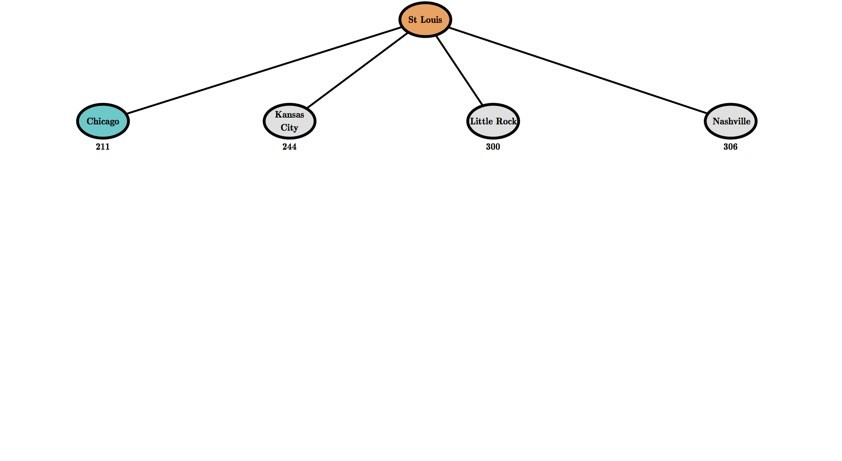 St Louis
Chicago
Kansas
City
Little Rock
Nashville
211
244
300
306